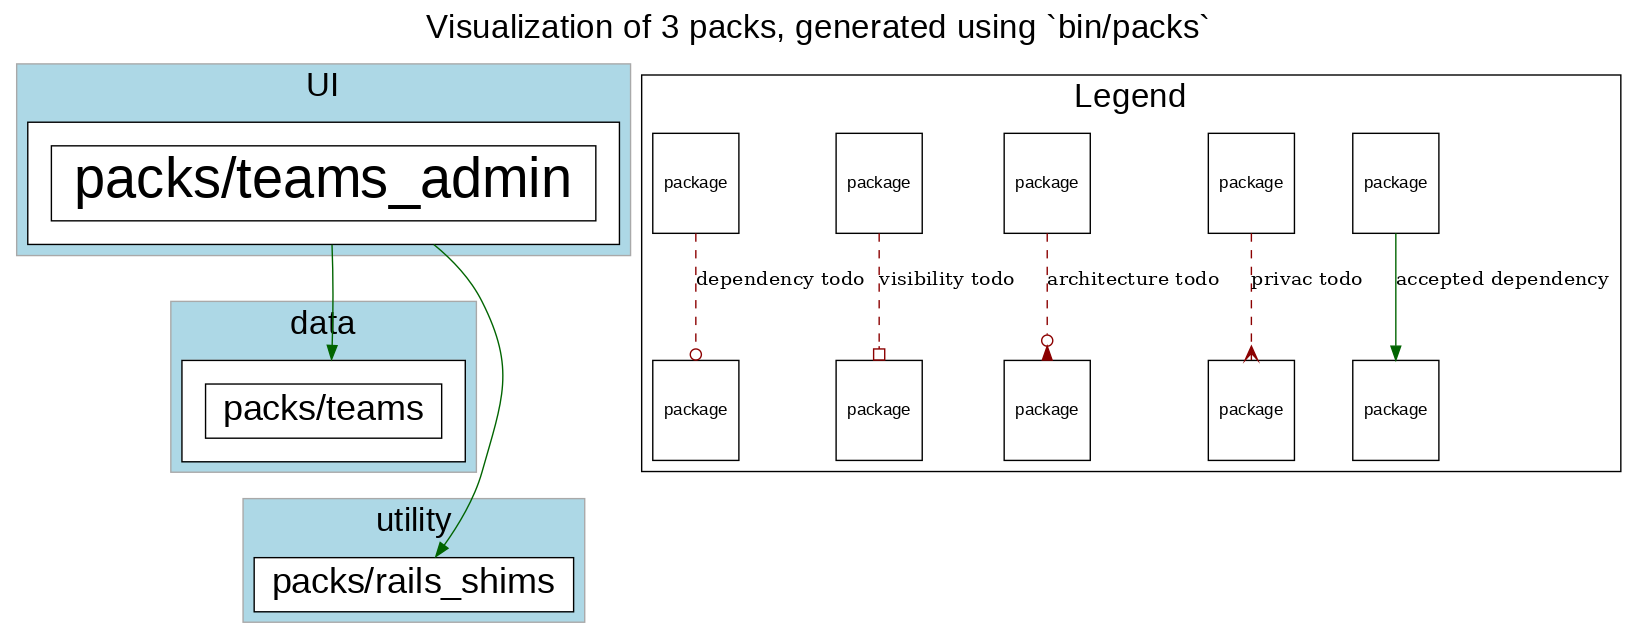 Visualization of 3 packs, generated using `bin/packs`
UI
packs/teams_admin
data
packs/teams
utility
packs/rails_shims
Legend
package
package
package
package
package
dependency todo
visibility todo
architecture todo
privac todo
accepted dependency
package
package
package
package
package